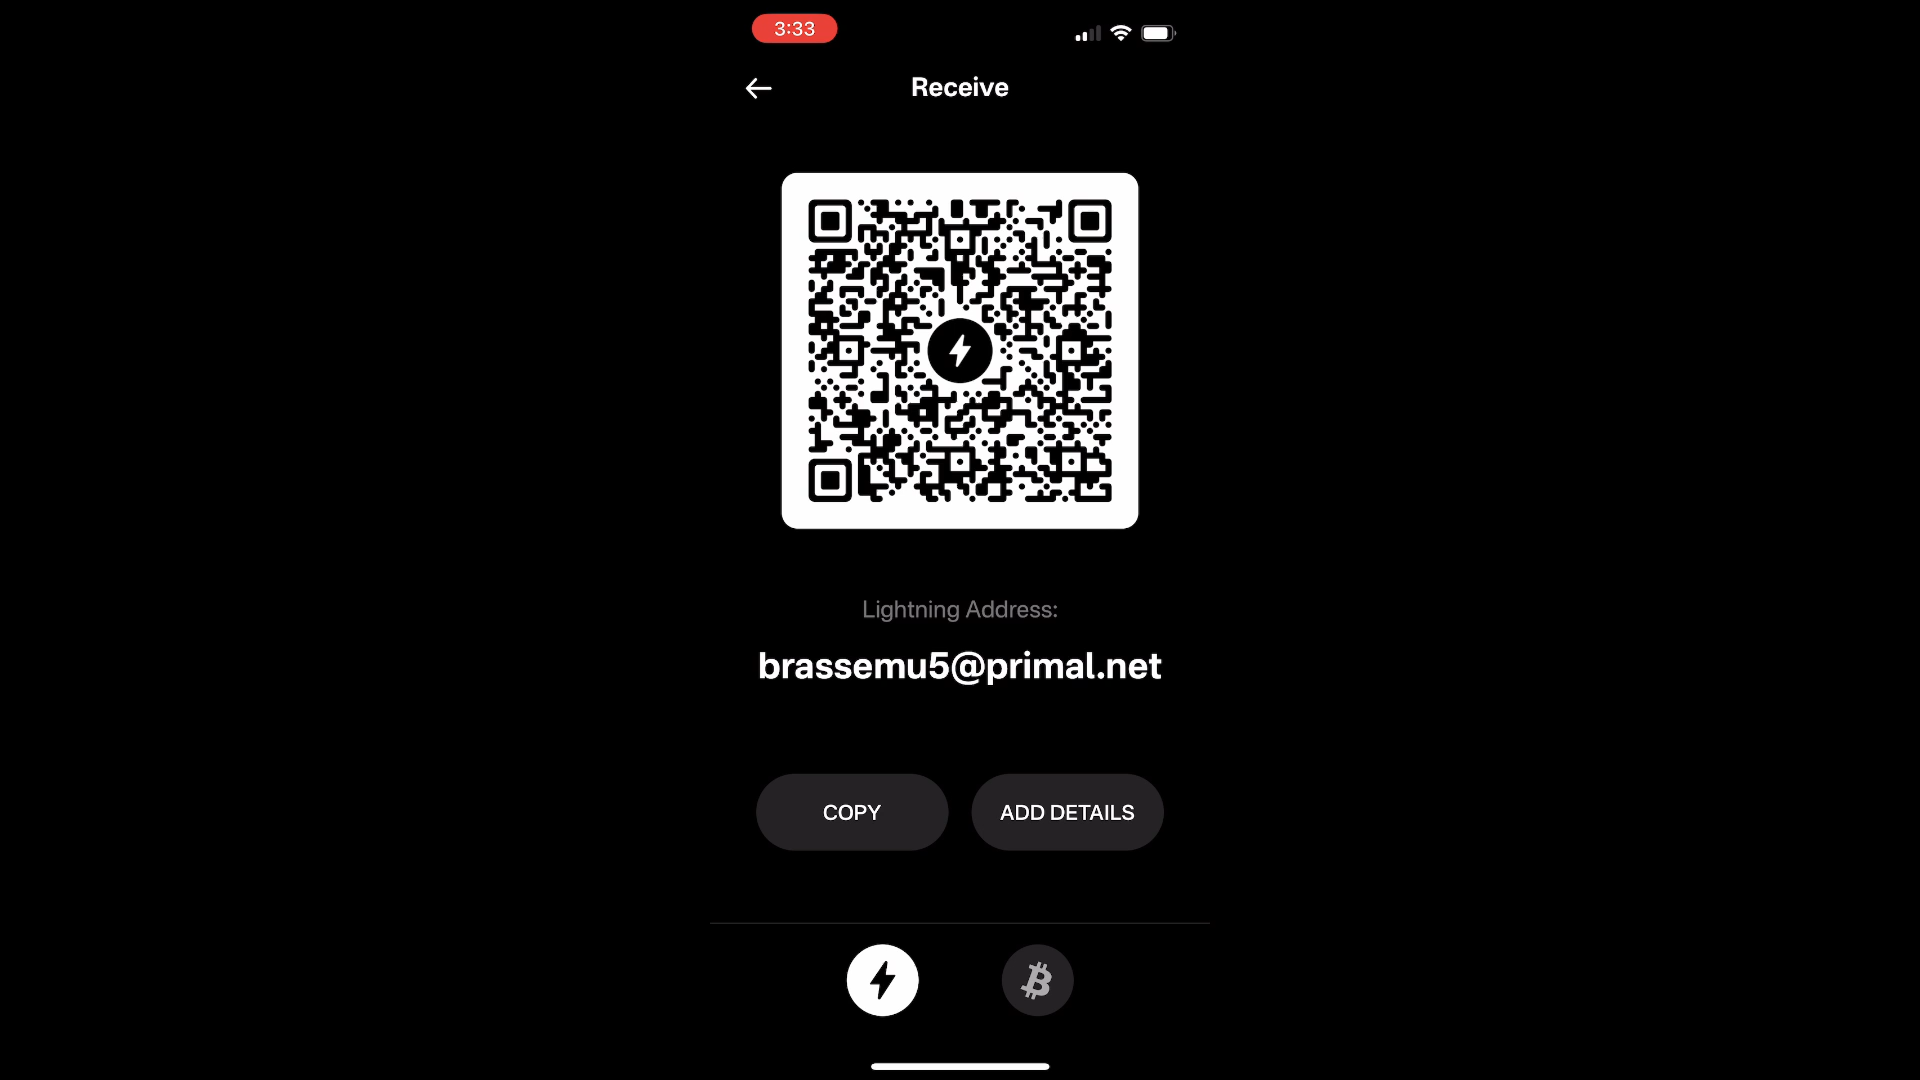 3:33
Receive
Lightning Address:
brassemu5@primal.net
COPY
ADD DETAILS